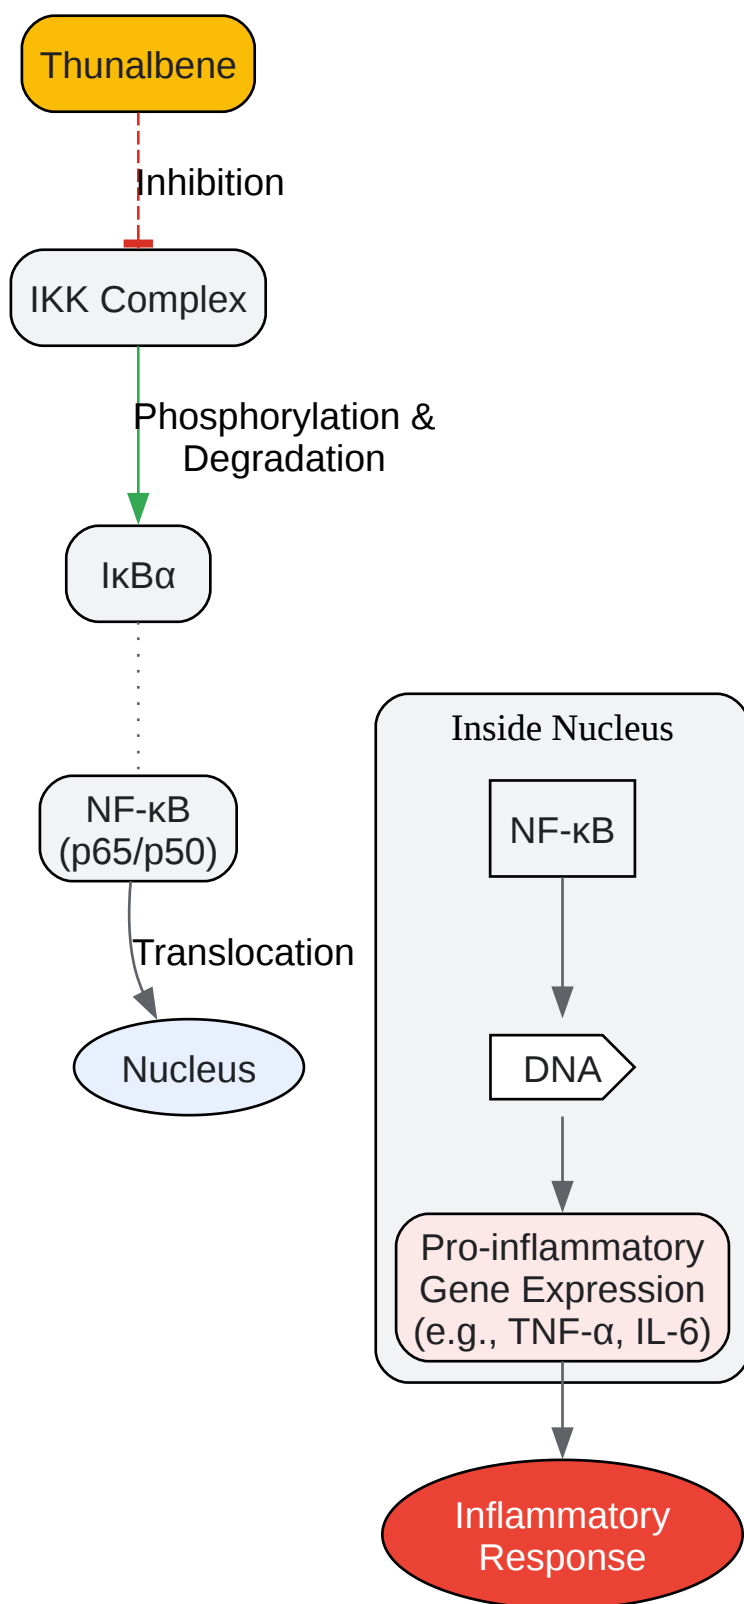 Thunalbene
Inhibition
IKK Complex
Phosphorylation &
Degradation
IκBα
NF-κB
(p65/p50)
Translocation
Nucleus
Inside Nucleus
NF-κB
DNA
Pro-inflammatory
Gene Expression
(e.g., TNF-α, IL-6)
Inflammatory
Response